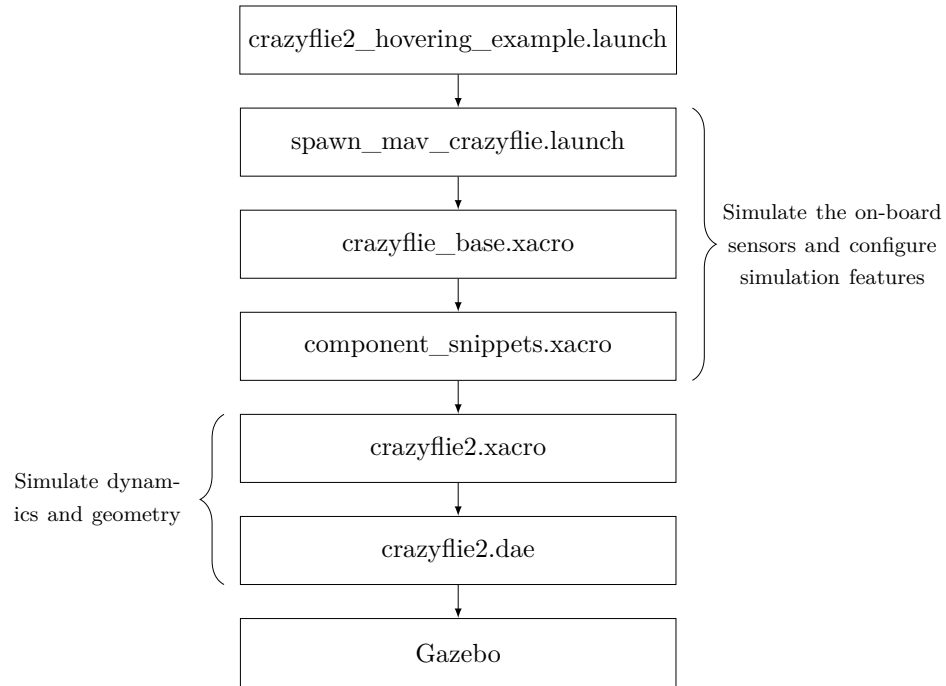 crazyflie2_hovering_example.launch
spawn_mav_crazyflie.launch
crazyflie_base.xacro
component_snippets.xacro
Simulate the on-board
sensors and configure
simulation features
crazyflie2.xacro
crazyflie2.dae
Simulate dynam-
ics and geometry
Gazebo